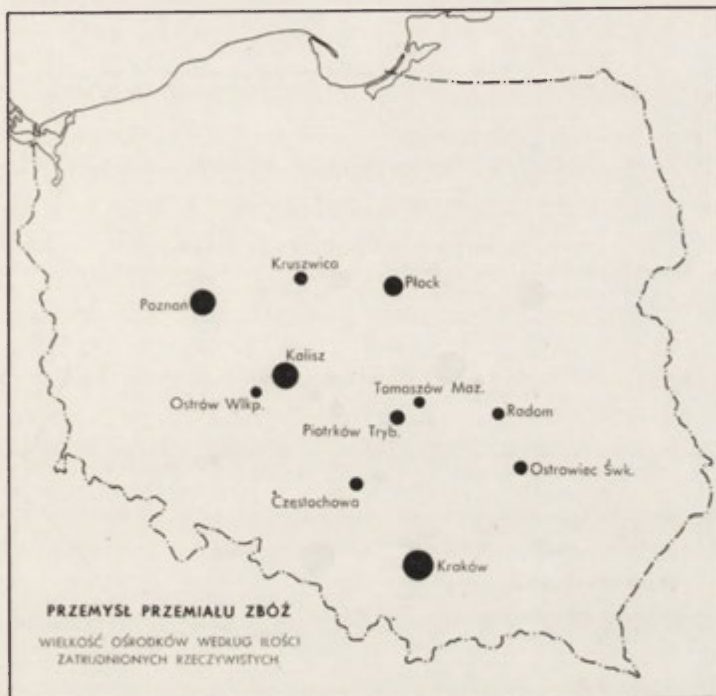 Kruszwica
Płock
Poznań
Kalisz
Ostrów Wlkp.
Tomaszów Maz.
Radom
Piotrków Tryb.
Ostrowiec Śwk.
Częstochowa
Kraków
PRZEMYSŁ PRZEMIAŁU ZBÓŻ
WIELKOŚĆ OŚRODKÓW WEDŁUG ILOŚCI
ZATRUDNIONYCH RZECZYWISTYCH